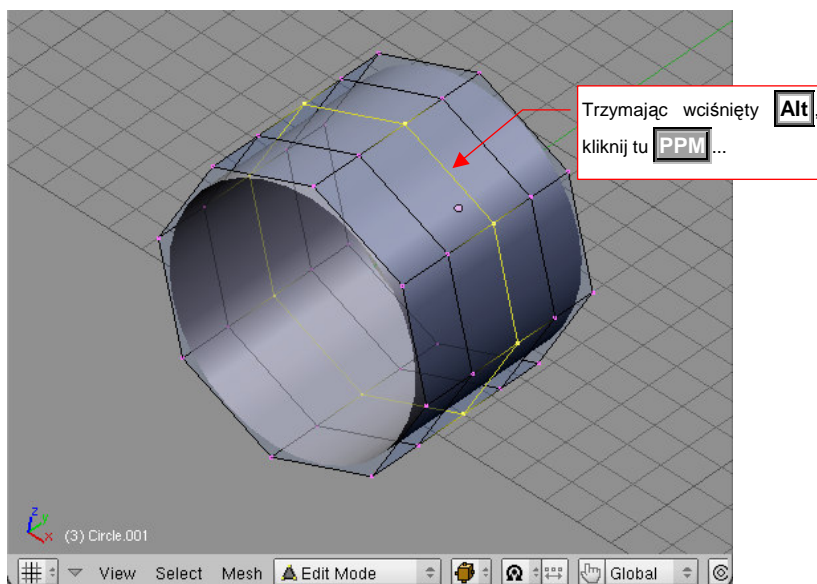 Trzymając wciśnięty Alt,
kliknij tu PPM...
z
y
x
(3) Circle.001
View Select Mesh Edit Mode Global